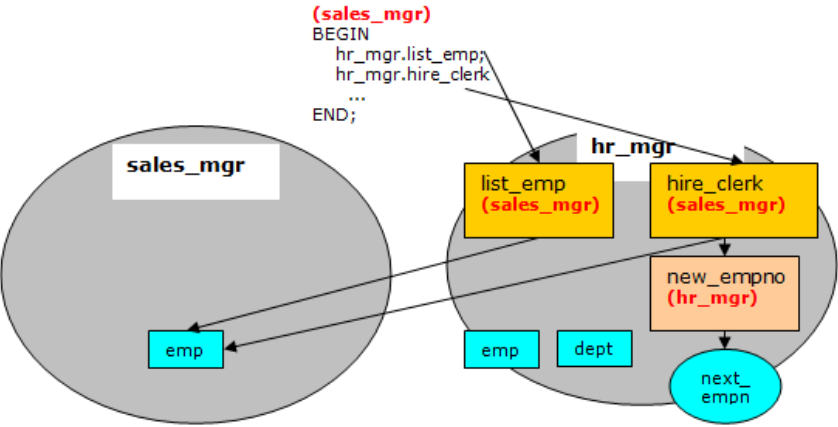 (sales_mgr)
BEGIN
hr_mgr.list_emp;
hr_mgr.hire_clerk
...
END;
sales_mgr
hr_mgr
list_emp
(sales_mgr)
hire_clerk
(sales_mgr)
new_empno
(hr_mgr)
emp
emp
dept
next_
empn